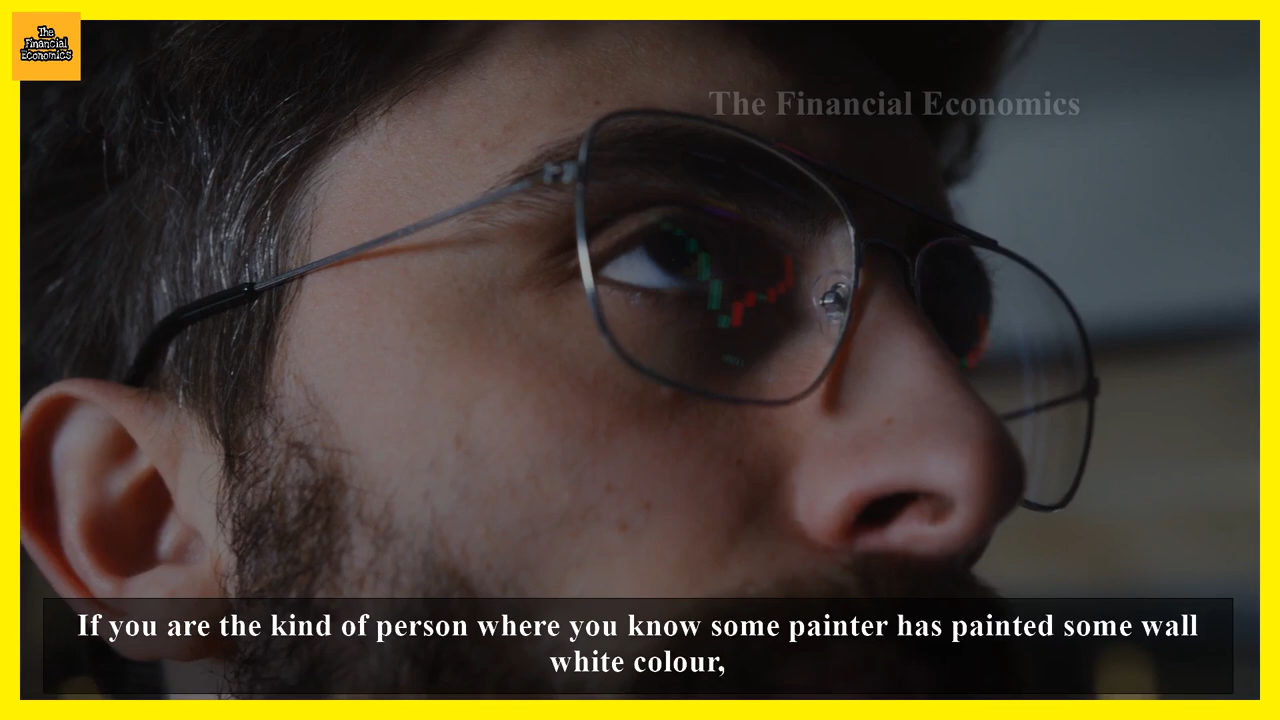 The
Financial
Economics
The Financial Economics
If you are the kind of person where you know some painter has painted some wall
white colour,